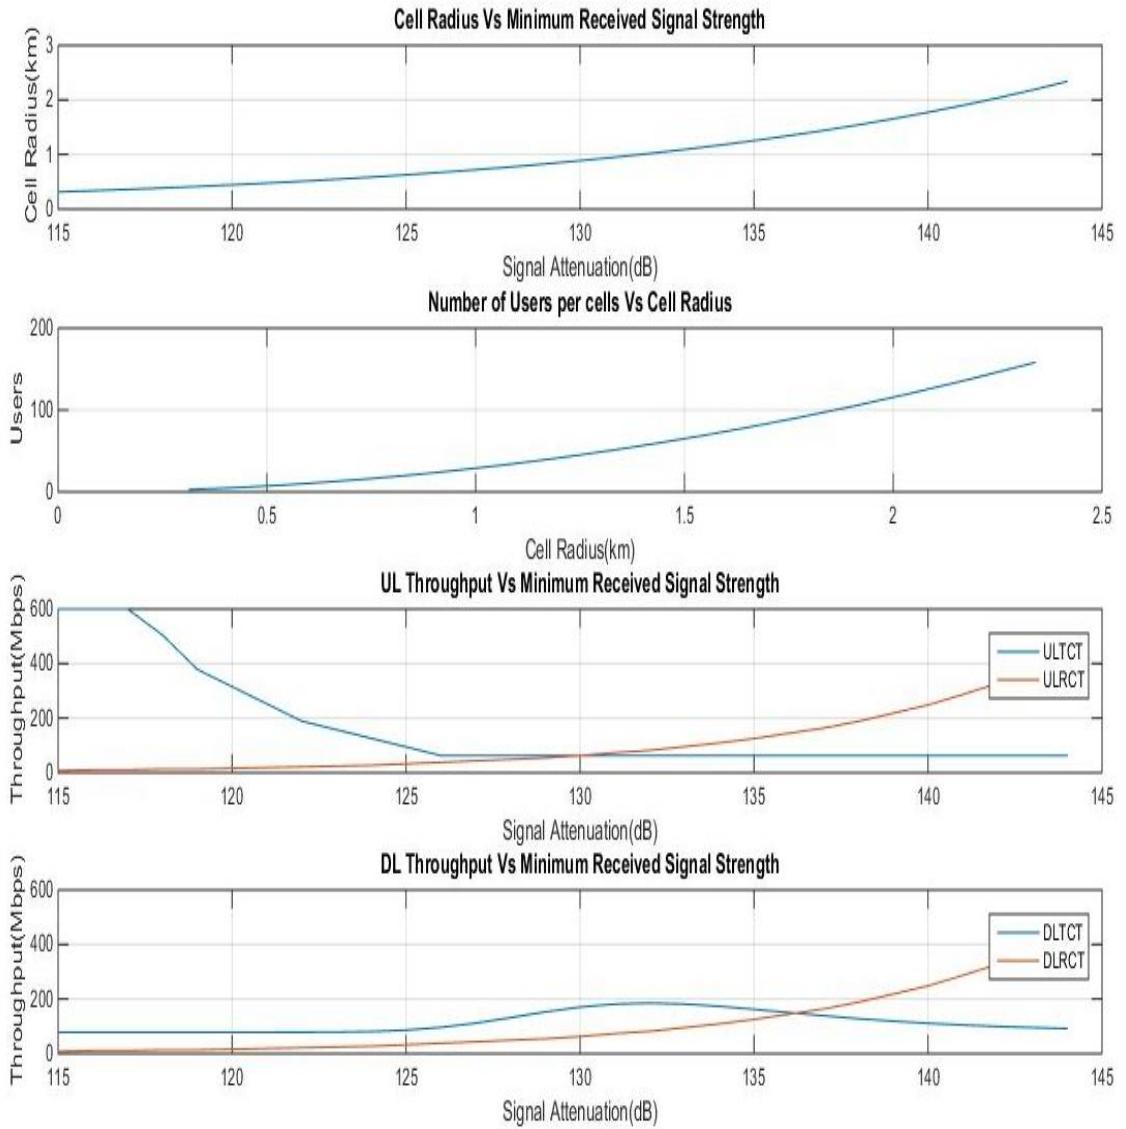 Cell Radius Vs Minimum Received Signal Strength
Cell Radius(km)
3
2
1
0
115 120 125 130 135 140 145
Signal Attenuation(dB)
Number of Users per cells Vs Cell Radius
Users
200
100
0
0 0.5 1 1.5 2 2.5
Cell Radius(km)
UL Throughput Vs Minimum Received Signal Strength
Throughput(Mbps)
600
400
200
0
ULTCT
ULRCT
115 120 125 130 135 140 145
Signal Attenuation(dB)
DL Throughput Vs Minimum Received Signal Strength
Throughput(Mbps)
600
400
200
0
DLTCT
DLRCT
115 120 125 130 135 140 145
Signal Attenuation(dB)